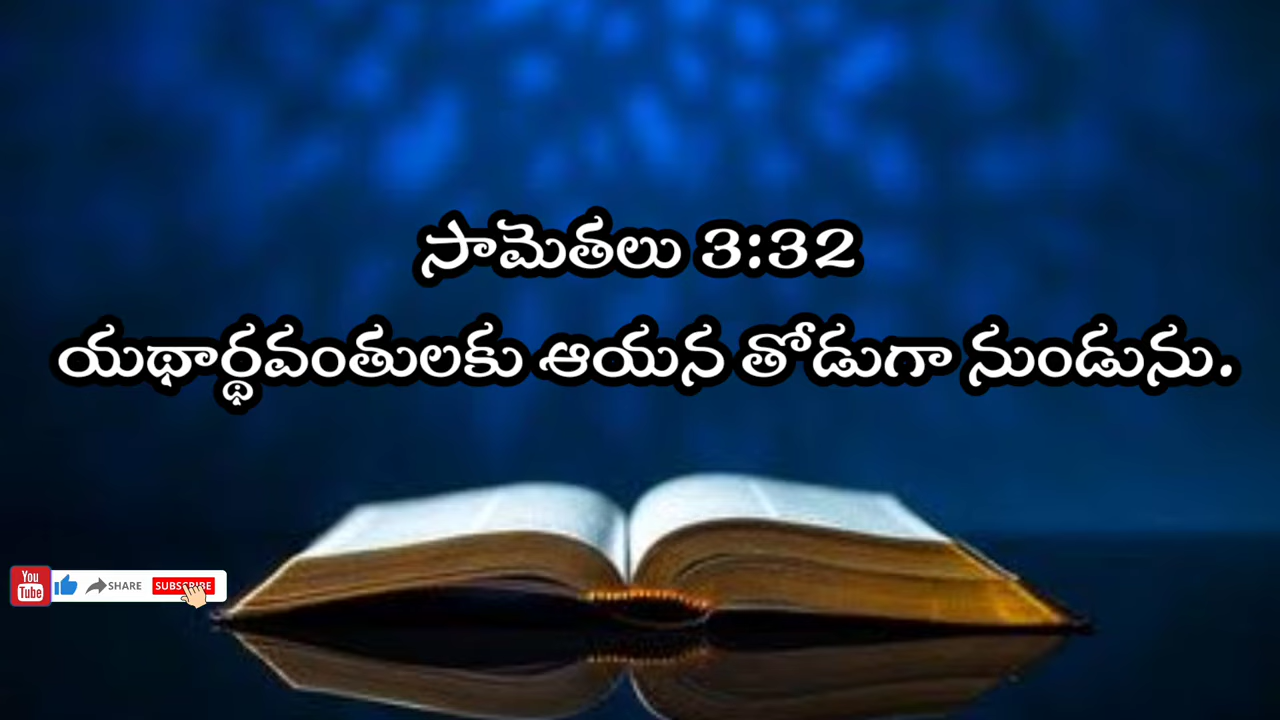 సామెతలు 3:32
యథార్థవంతులకు ఆయన తోడుగా నుండును.
You
Tube
SHARE
SUBSCRIBE